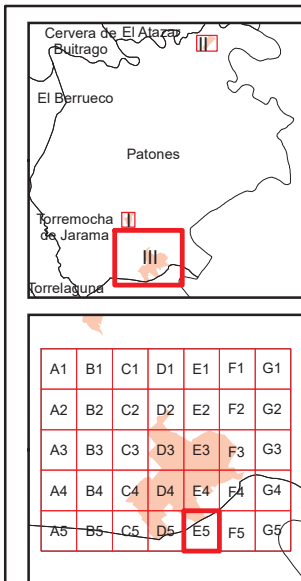 Cervera de El Atazar
Buitrago
II
El Berrueco
Patones
Torremocha I
de Jarama
III
Torrelaguna
A1 B1 C1 D1 E1 F1 G1
A2 B2 C2 D2 E2 F2 G2
A3 B3 C3 D3 E3 F3 G3
A4 B4 C4 D4 E4 F4 G4
A5 B5 C5 D5 E5 F5 G5